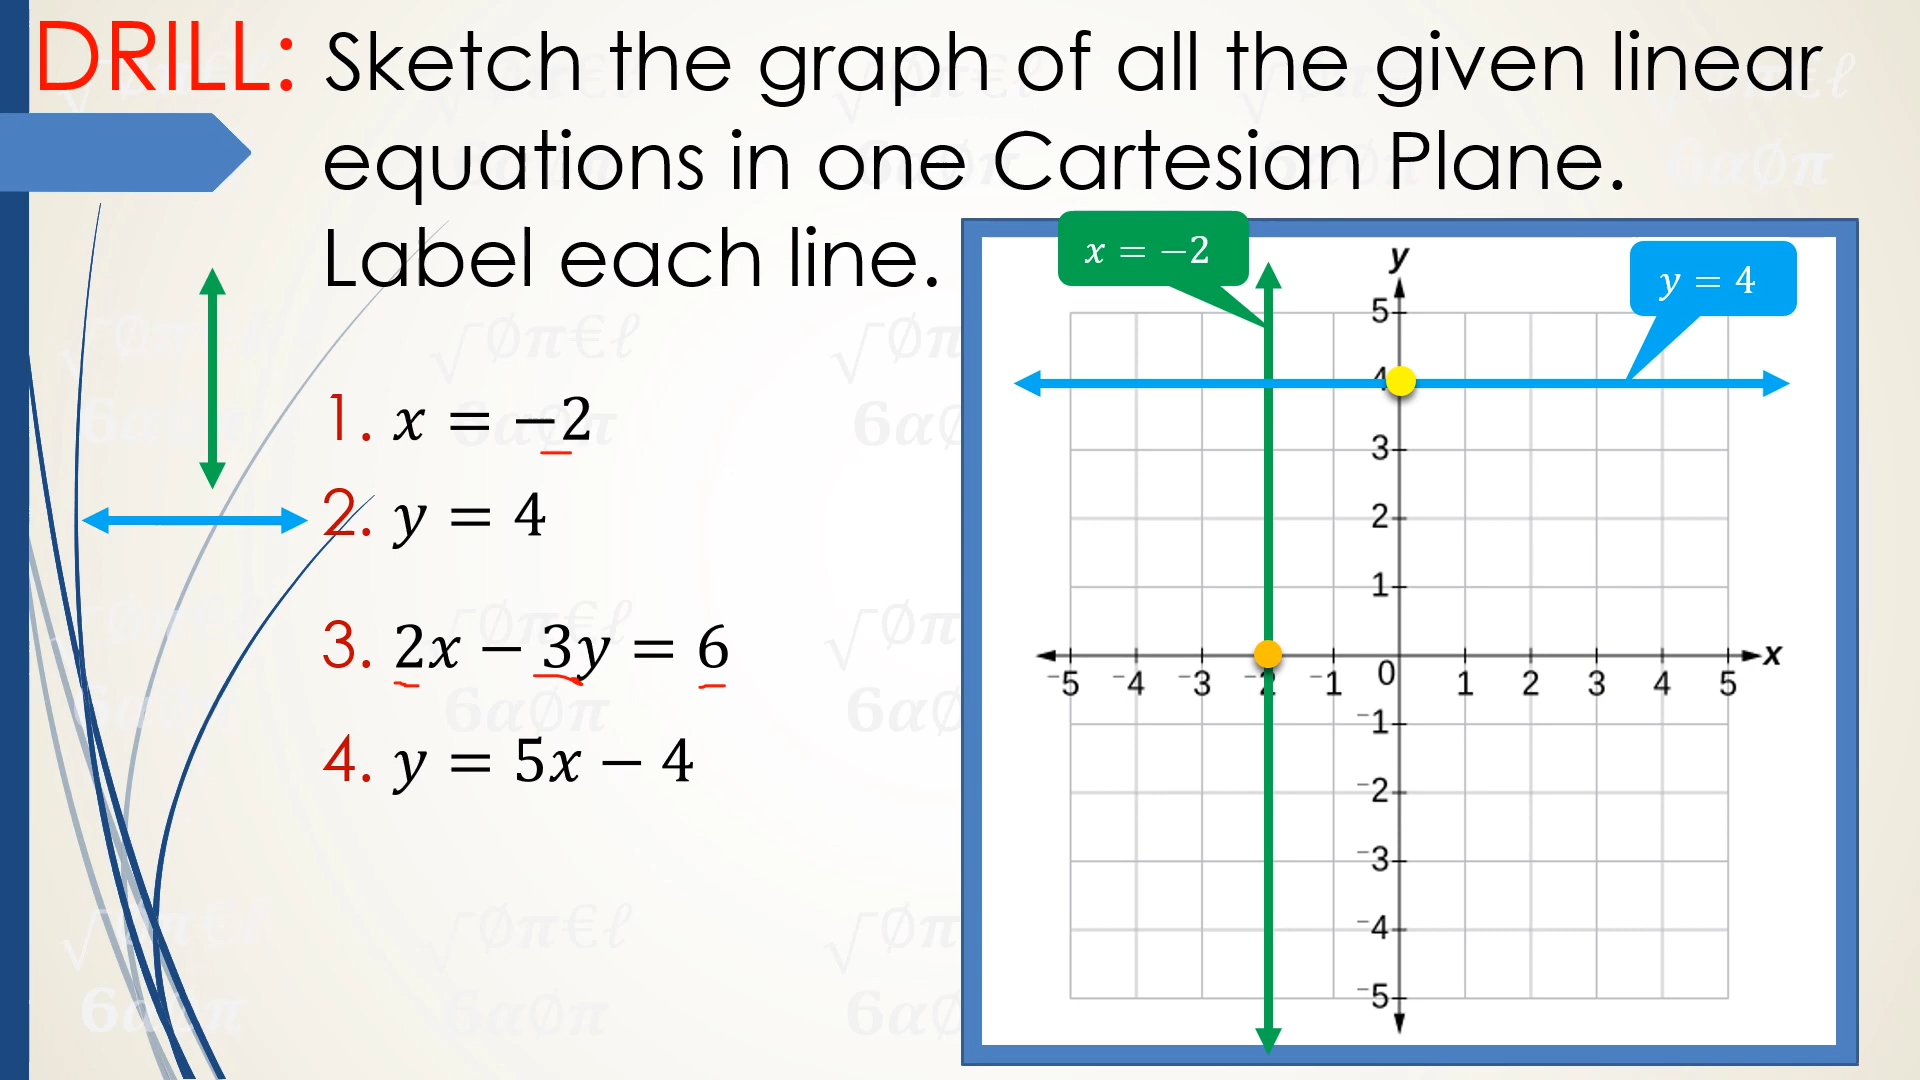 DRILL: Sketch the graph of all the given linear
equations in one Cartesian Plane.
Label each line.
1. x = −2
2. y = 4
3. 2x − 3y = 6
4. y = 5x − 4
x = −2
y = 4
y
5
4
3
2
1
x
⁻5 ⁻4 ⁻3 ⁻2 ⁻1 0 1 2 3 4 5
⁻1
⁻2
⁻3
⁻4
⁻5